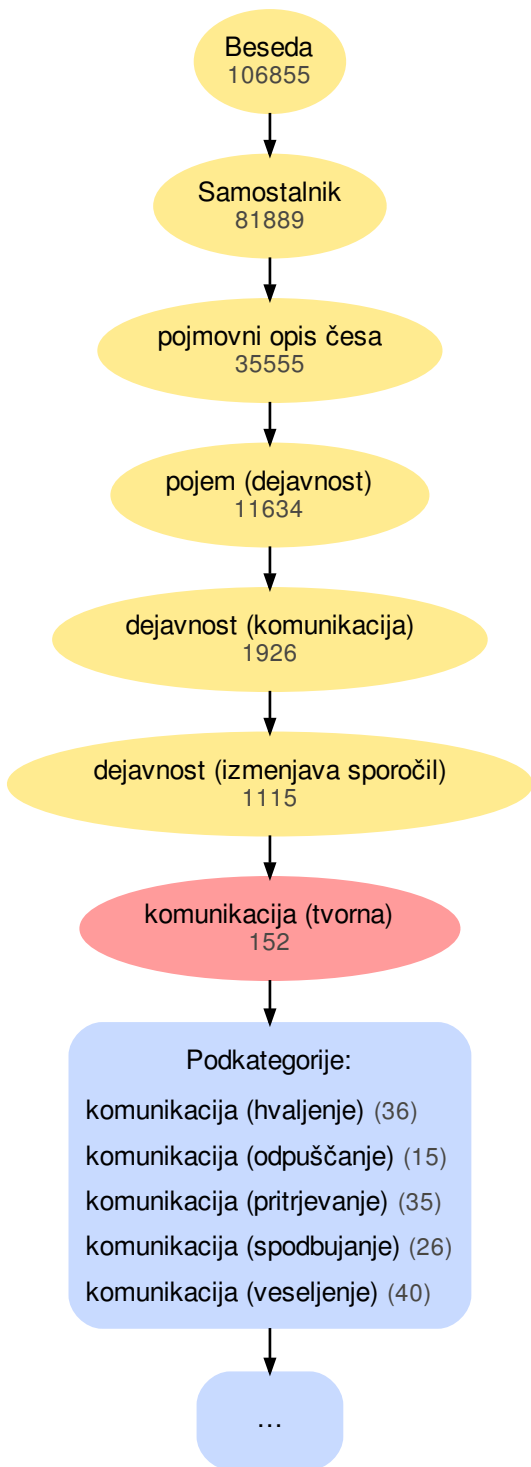 Beseda
106855
Samostalnik
81889
pojmovni opis česa
35555
pojem (dejavnost)
11634
dejavnost (komunikacija)
1926
dejavnost (izmenjava sporočil)
1115
komunikacija (tvorna)
152
Podkategorije:
komunikacija (hvaljenje) (36)
komunikacija (odpuščanje) (15)
komunikacija (pritrjevanje) (35)
komunikacija (spodbujanje) (26)
komunikacija (veseljenje) (40)
...